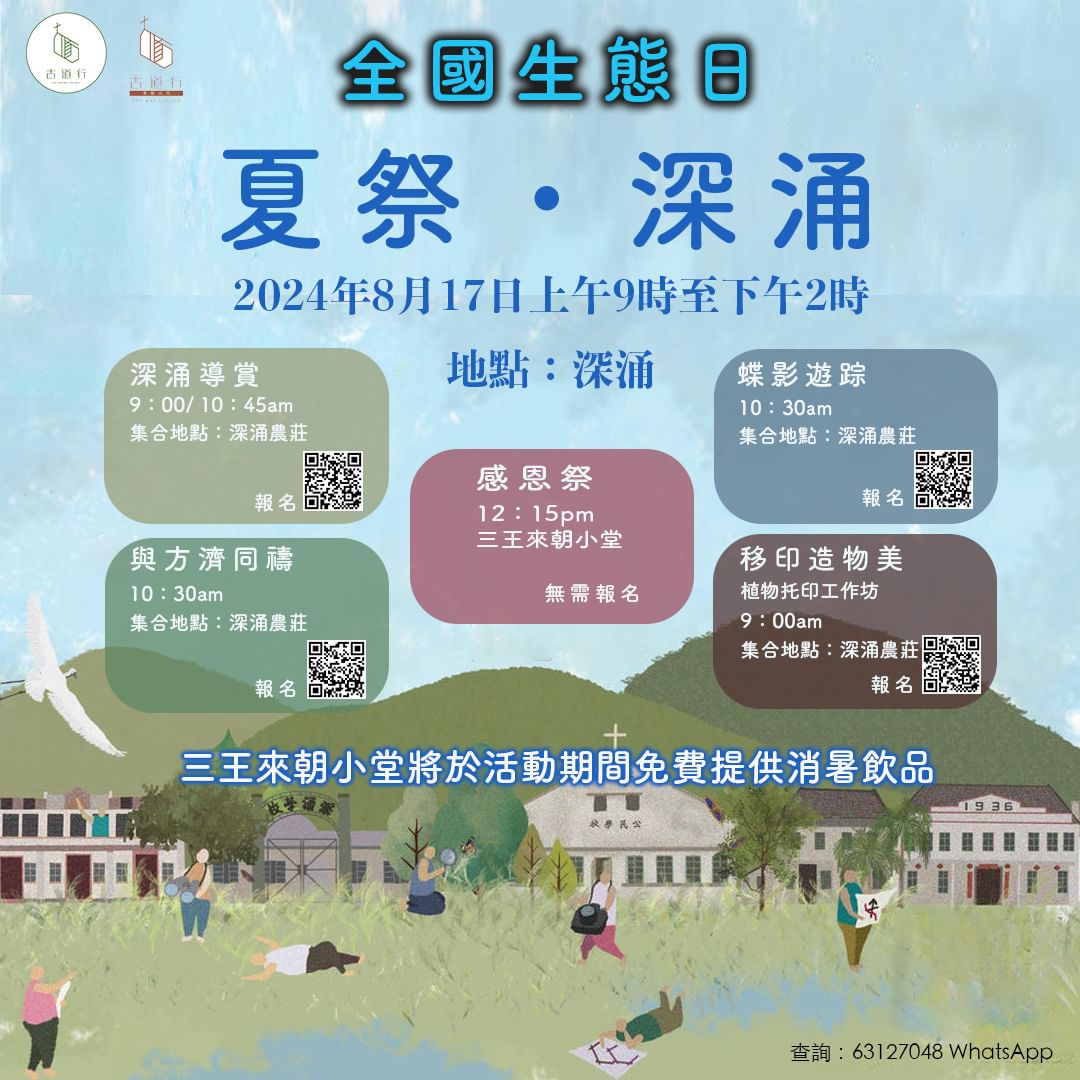 古道行
古道行
全國生態日
夏祭・深涌
2024年8月17日上午9時至下午2時
地點：深涌
深涌導賞
9：00/ 10：45am
集合地點：深涌農莊
報名
蝶影遊踪
10：30am
集合地點：深涌農莊
報名
感恩祭
12：15pm
三王來朝小堂
無需報名
與方濟同禱
10：30am
集合地點：深涌農莊
報名
移印造物美
植物托印工作坊
9：00am
集合地點：深涌農莊
報名
三王來朝小堂將於活動期間免費提供消暑飲品
校學涌深
校學民公
1936
查詢：63127048 WhatsApp